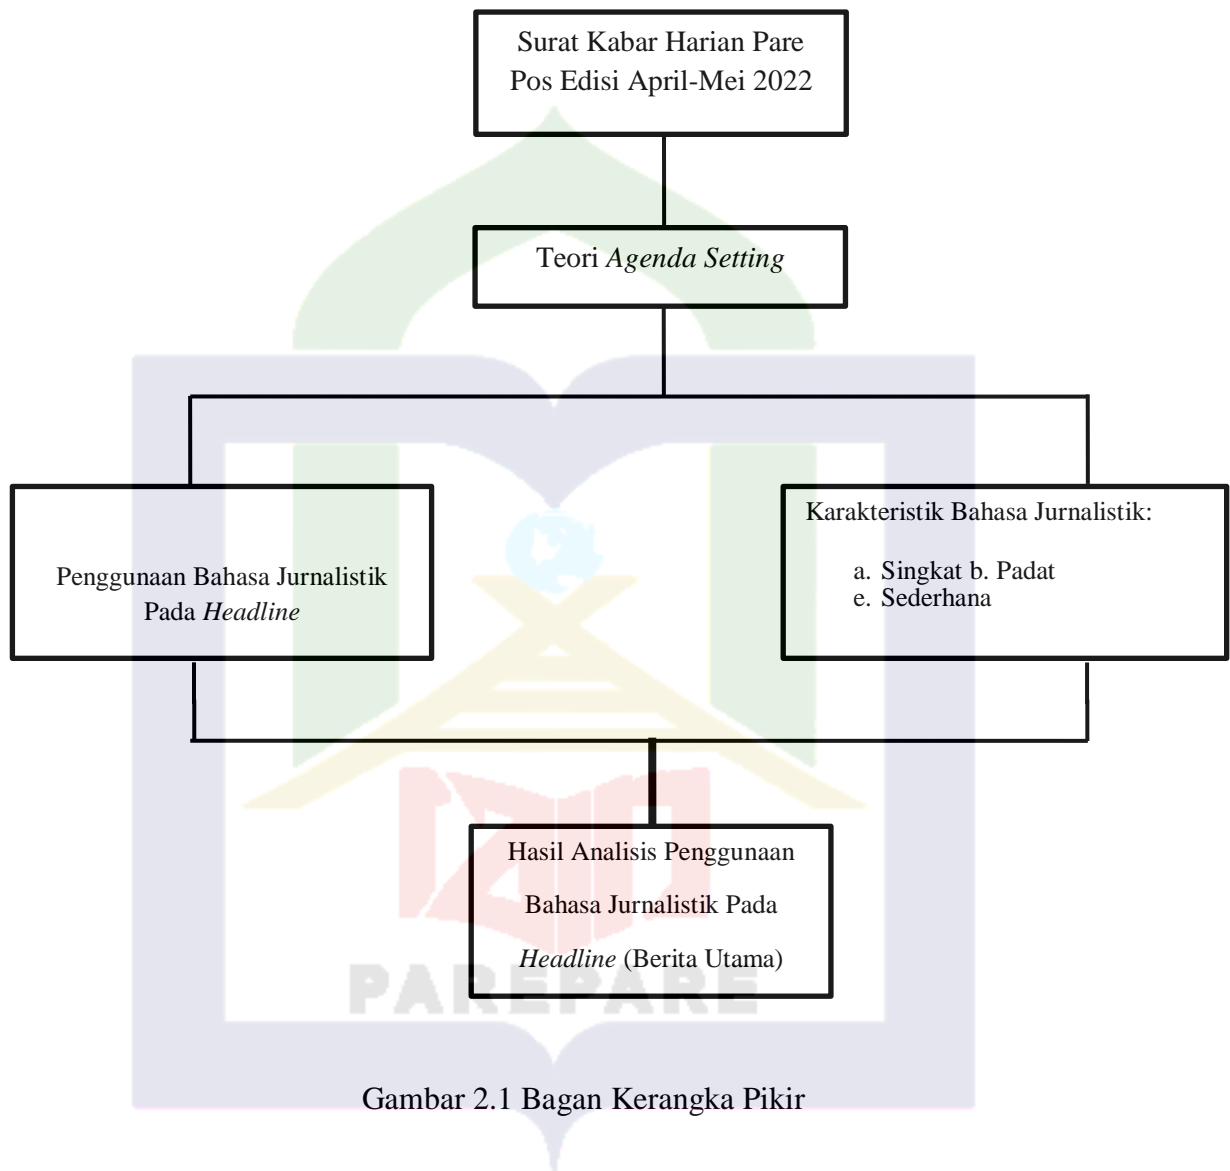 Surat Kabar Harian Pare
Pos Edisi April-Mei 2022
Teori Agenda Setting
Penggunaan Bahasa Jurnalistik
Pada Headline
Karakteristik Bahasa Jurnalistik:
a. Singkat b. Padat
e. Sederhana
Hasil Analisis Penggunaan
Bahasa Jurnalistik Pada
Headline (Berita Utama)
PAREPARE
Gambar 2.1 Bagan Kerangka Pikir